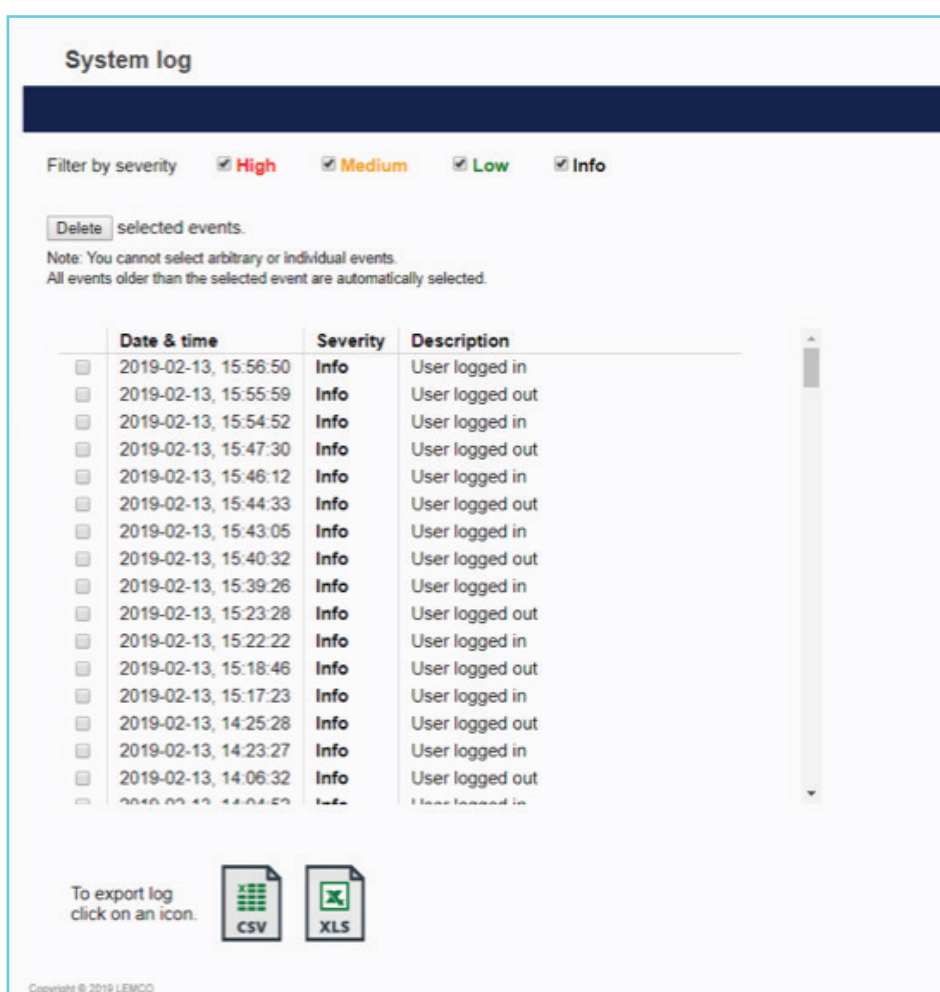 System log
Filter by severity High Medium Low Info
Delete selected events.
Note: You cannot select arbitrary or individual events.
All events older than the selected event are automatically selected.
Date & time Severity Description
2019-02-13, 15:56:50 Info User logged in
2019-02-13, 15:55:59 Info User logged out
2019-02-13, 15:54:52 Info User logged in
2019-02-13, 15:47:30 Info User logged out
2019-02-13, 15:46:12 Info User logged in
2019-02-13, 15:44:33 Info User logged out
2019-02-13, 15:43:05 Info User logged in
2019-02-13, 15:40:32 Info User logged out
2019-02-13, 15:39:26 Info User logged in
2019-02-13, 15:23:28 Info User logged out
2019-02-13, 15:22:22 Info User logged in
2019-02-13, 15:18:46 Info User logged out
2019-02-13, 15:17:23 Info User logged in
2019-02-13, 14:25:28 Info User logged out
2019-02-13, 14:23:27 Info User logged in
2019-02-13, 14:06:32 Info User logged out
2019-02-13, 14:04:52 Info User logged in
To export log
click on an icon.
CSV XLS
Copyright © 2019 LEMCO